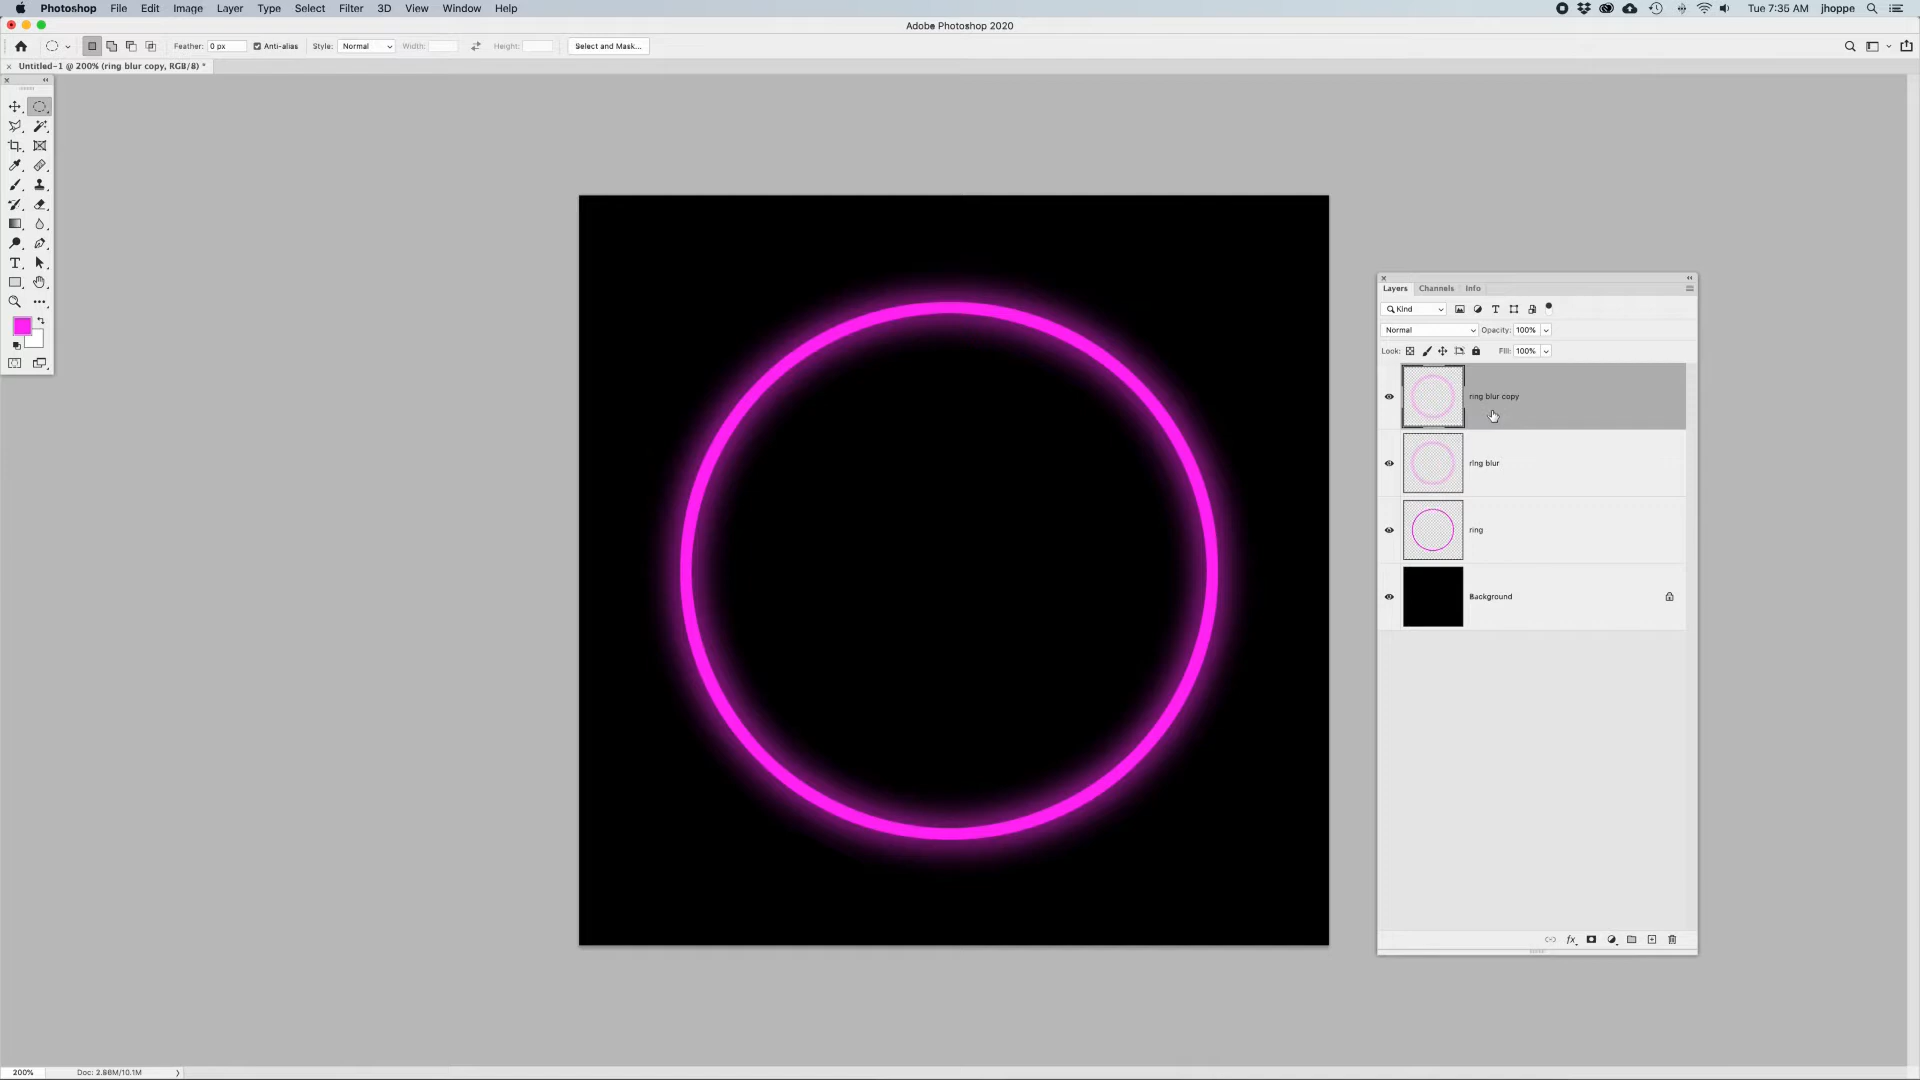 Photoshop File Edit Image Layer Type Select Filter 3D View Window Help Tue 7:35 AM jhoppe
Adobe Photoshop 2020
Feather: 0 px Anti-alias Style: Normal Width: Height: Select and Mask...
Untitled-1 @ 200% (ring blur copy, RGB/8) *
Layers Channels Info
Kind
Normal Opacity: 100%
Lock: Fill: 100%
ring blur copy
ring blur
ring
Background
fx
200% Doc: 2.86M/10.1M